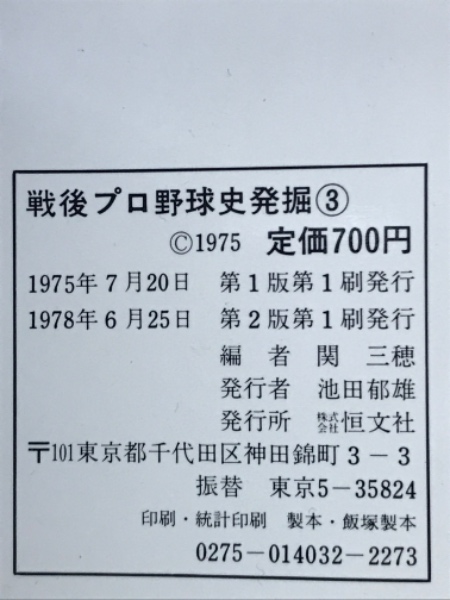 戦後プロ野球史発掘③
©1975 定価700円
1975年7月20日 第1版第1刷発行
1978年6月25日 第2版第1刷発行
編者 関三穂
発行者 池田郁雄
発行所 株式会社恒文社
〒101東京都千代田区神田錦町3-3
振替 東京5-35824
印刷・統計印刷 製本・飯塚製本
0275-014032-2273